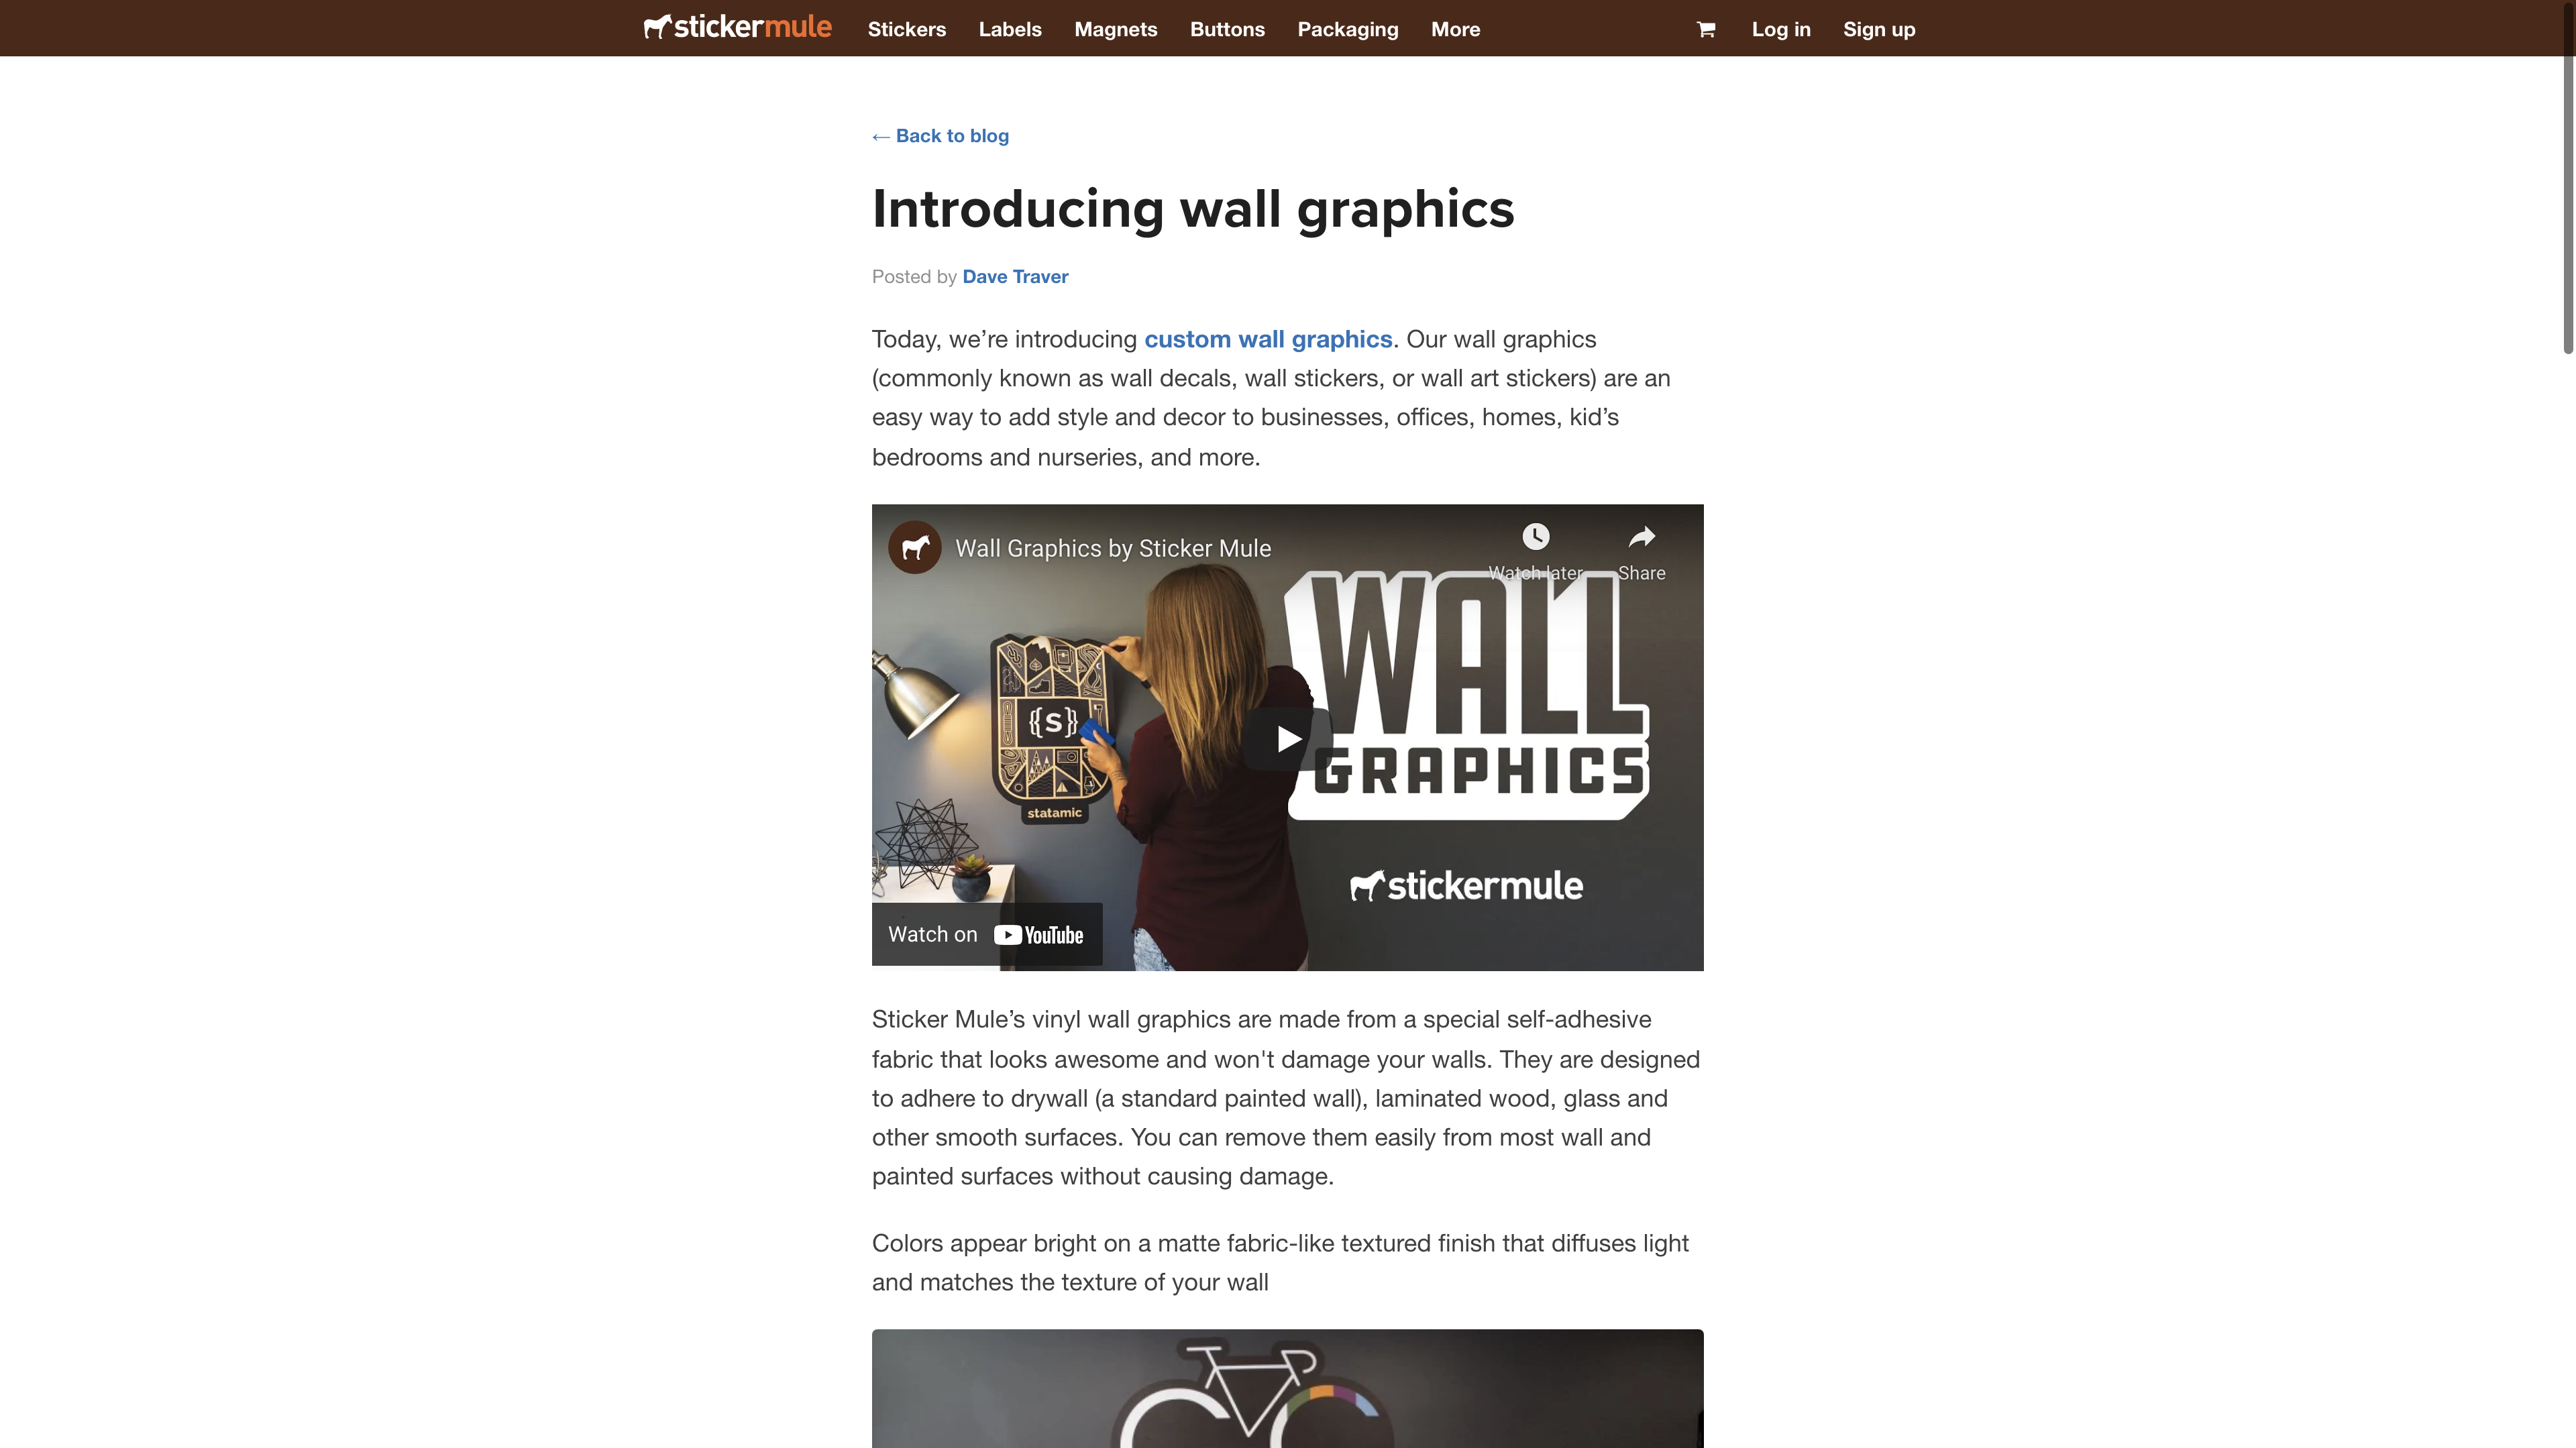 stickermule Stickers Labels Magnets Buttons Packaging More Log in Sign up
← Back to blog
Introducing wall graphics
Posted by Dave Traver
Today, we’re introducing custom wall graphics. Our wall graphics
(commonly known as wall decals, wall stickers, or wall art stickers) are an
easy way to add style and decor to businesses, offices, homes, kid’s
bedrooms and nurseries, and more.
Wall Graphics by Sticker Mule
Watch later Share
WALL
GRAPHICS
{{s}}
statamic
stickermule
Watch on YouTube
Sticker Mule’s vinyl wall graphics are made from a special self-adhesive
fabric that looks awesome and won't damage your walls. They are designed
to adhere to drywall (a standard painted wall), laminated wood, glass and
other smooth surfaces. You can remove them easily from most wall and
painted surfaces without causing damage.
Colors appear bright on a matte fabric-like textured finish that diffuses light
and matches the texture of your wall